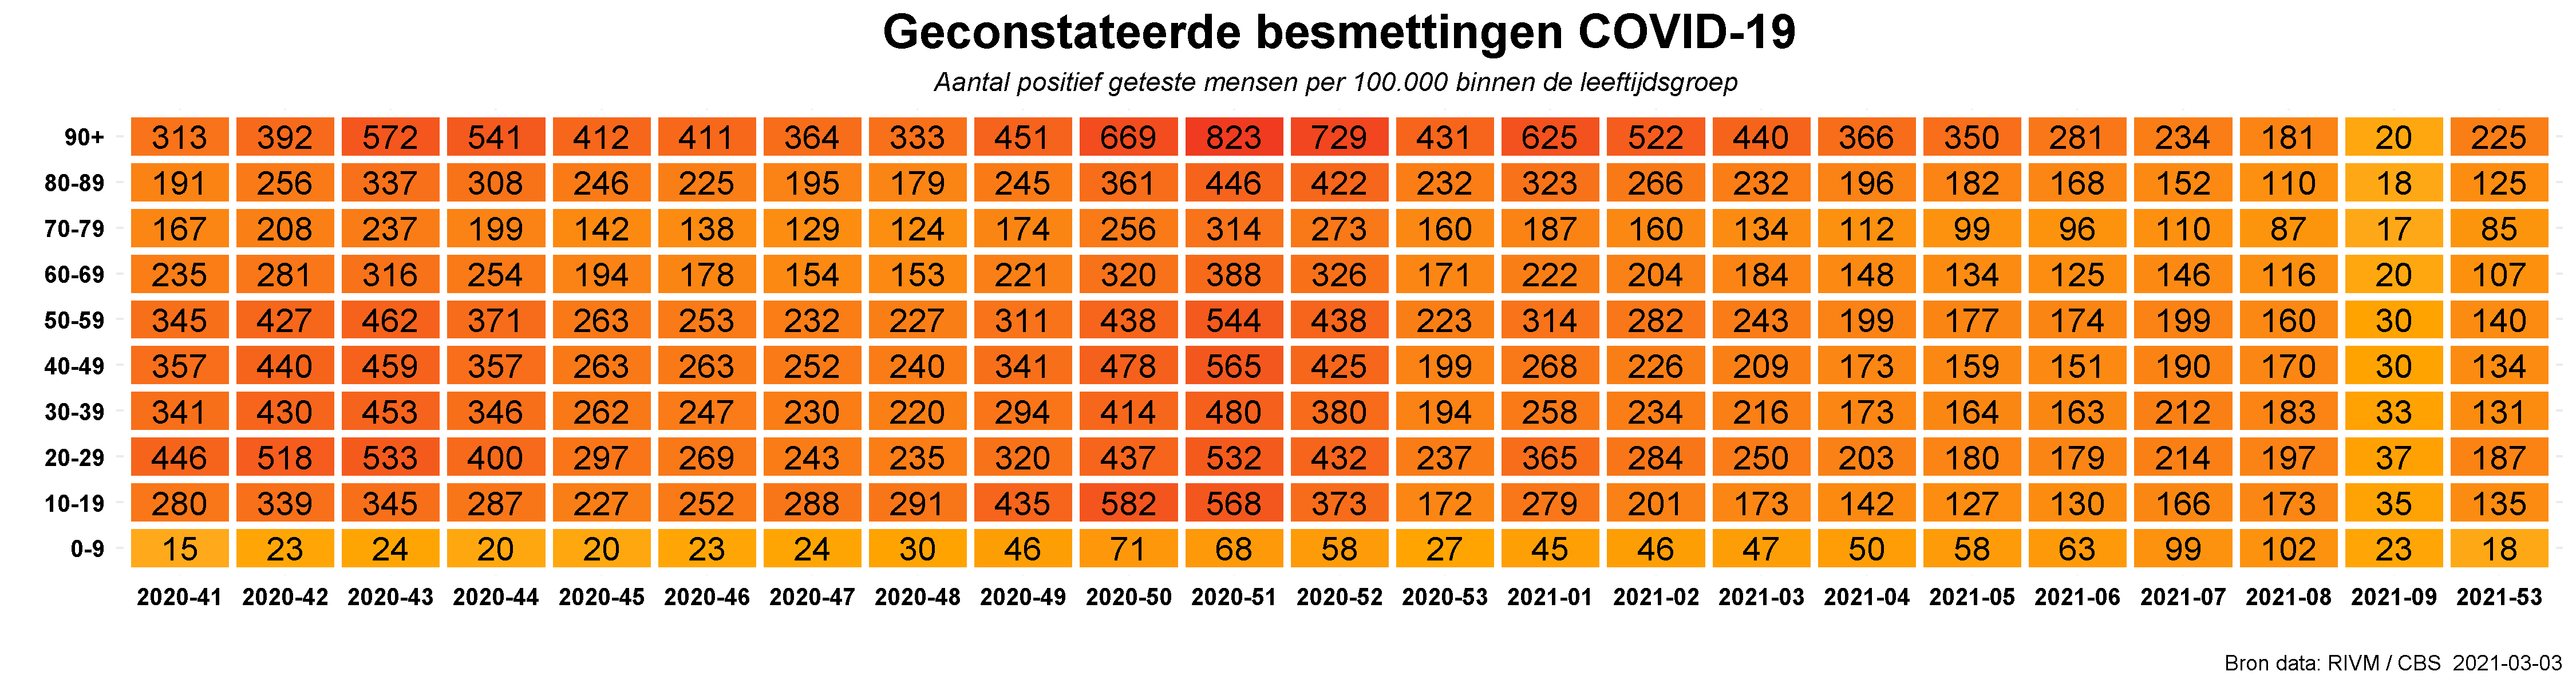 Geconstateerde besmettingen COVID-19
Aantal positief geteste mensen per 100.000 binnen de leeftijdsgroep
90+ 313 392 572 541 412 411 364 333 451 669 823 729 431 625 522 440 366 350 281 234 181 20 225
80-89 191 256 337 308 246 225 195 179 245 361 446 422 232 323 266 232 196 182 168 152 110 18 125
70-79 167 208 237 199 142 138 129 124 174 256 314 273 160 187 160 134 112 99 96 110 87 17 85
60-69 235 281 316 254 194 178 154 153 221 320 388 326 171 222 204 184 148 134 125 146 116 20 107
50-59 345 427 462 371 263 253 232 227 311 438 544 438 223 314 282 243 199 177 174 199 160 30 140
40-49 357 440 459 357 263 263 252 240 341 478 565 425 199 268 226 209 173 159 151 190 170 30 134
30-39 341 430 453 346 262 247 230 220 294 414 480 380 194 258 234 216 173 164 163 212 183 33 131
20-29 446 518 533 400 297 269 243 235 320 437 532 432 237 365 284 250 203 180 179 214 197 37 187
10-19 280 339 345 287 227 252 288 291 435 582 568 373 172 279 201 173 142 127 130 166 173 35 135
0-9 15 23 24 20 20 23 24 30 46 71 68 58 27 45 46 47 50 58 63 99 102 23 18
2020-41 2020-42 2020-43 2020-44 2020-45 2020-46 2020-47 2020-48 2020-49 2020-50 2020-51 2020-52 2020-53 2021-01 2021-02 2021-03 2021-04 2021-05 2021-06 2021-07 2021-08 2021-09 2021-53
Bron data: RIVM / CBS 2021-03-03